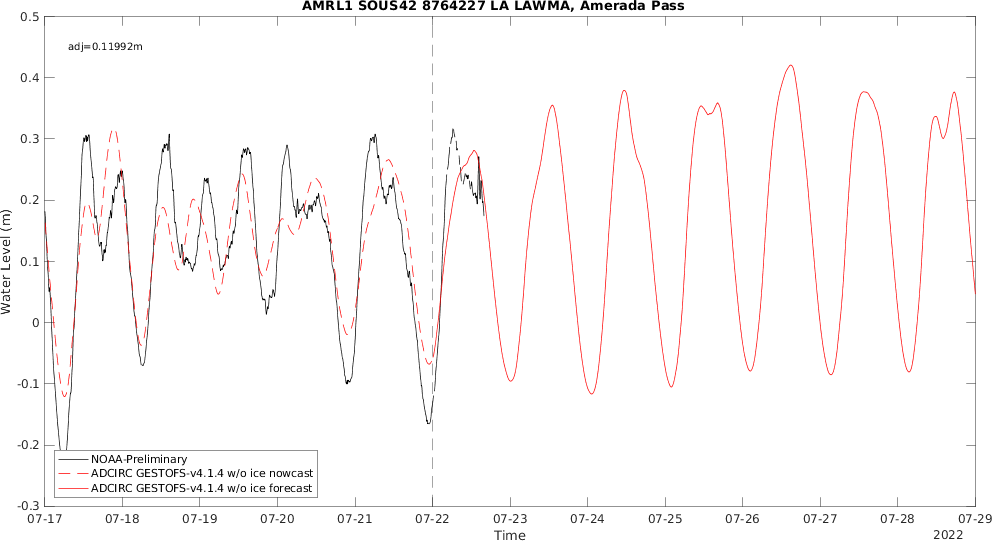 AMRL1 SOUS42 8764227 LA LAWMA, Amerada Pass
adj=0.11992m
Water Level (m)
0.5
0.4
0.3
0.2
0.1
0
-0.1
-0.2
-0.3
NOAA-Preliminary
ADCIRC GESTOFS-v4.1.4 w/o ice nowcast
ADCIRC GESTOFS-v4.1.4 w/o ice forecast
07-17 07-18 07-19 07-20 07-21 07-22 07-23 07-24 07-25 07-26 07-27 07-28 07-29
Time
2022